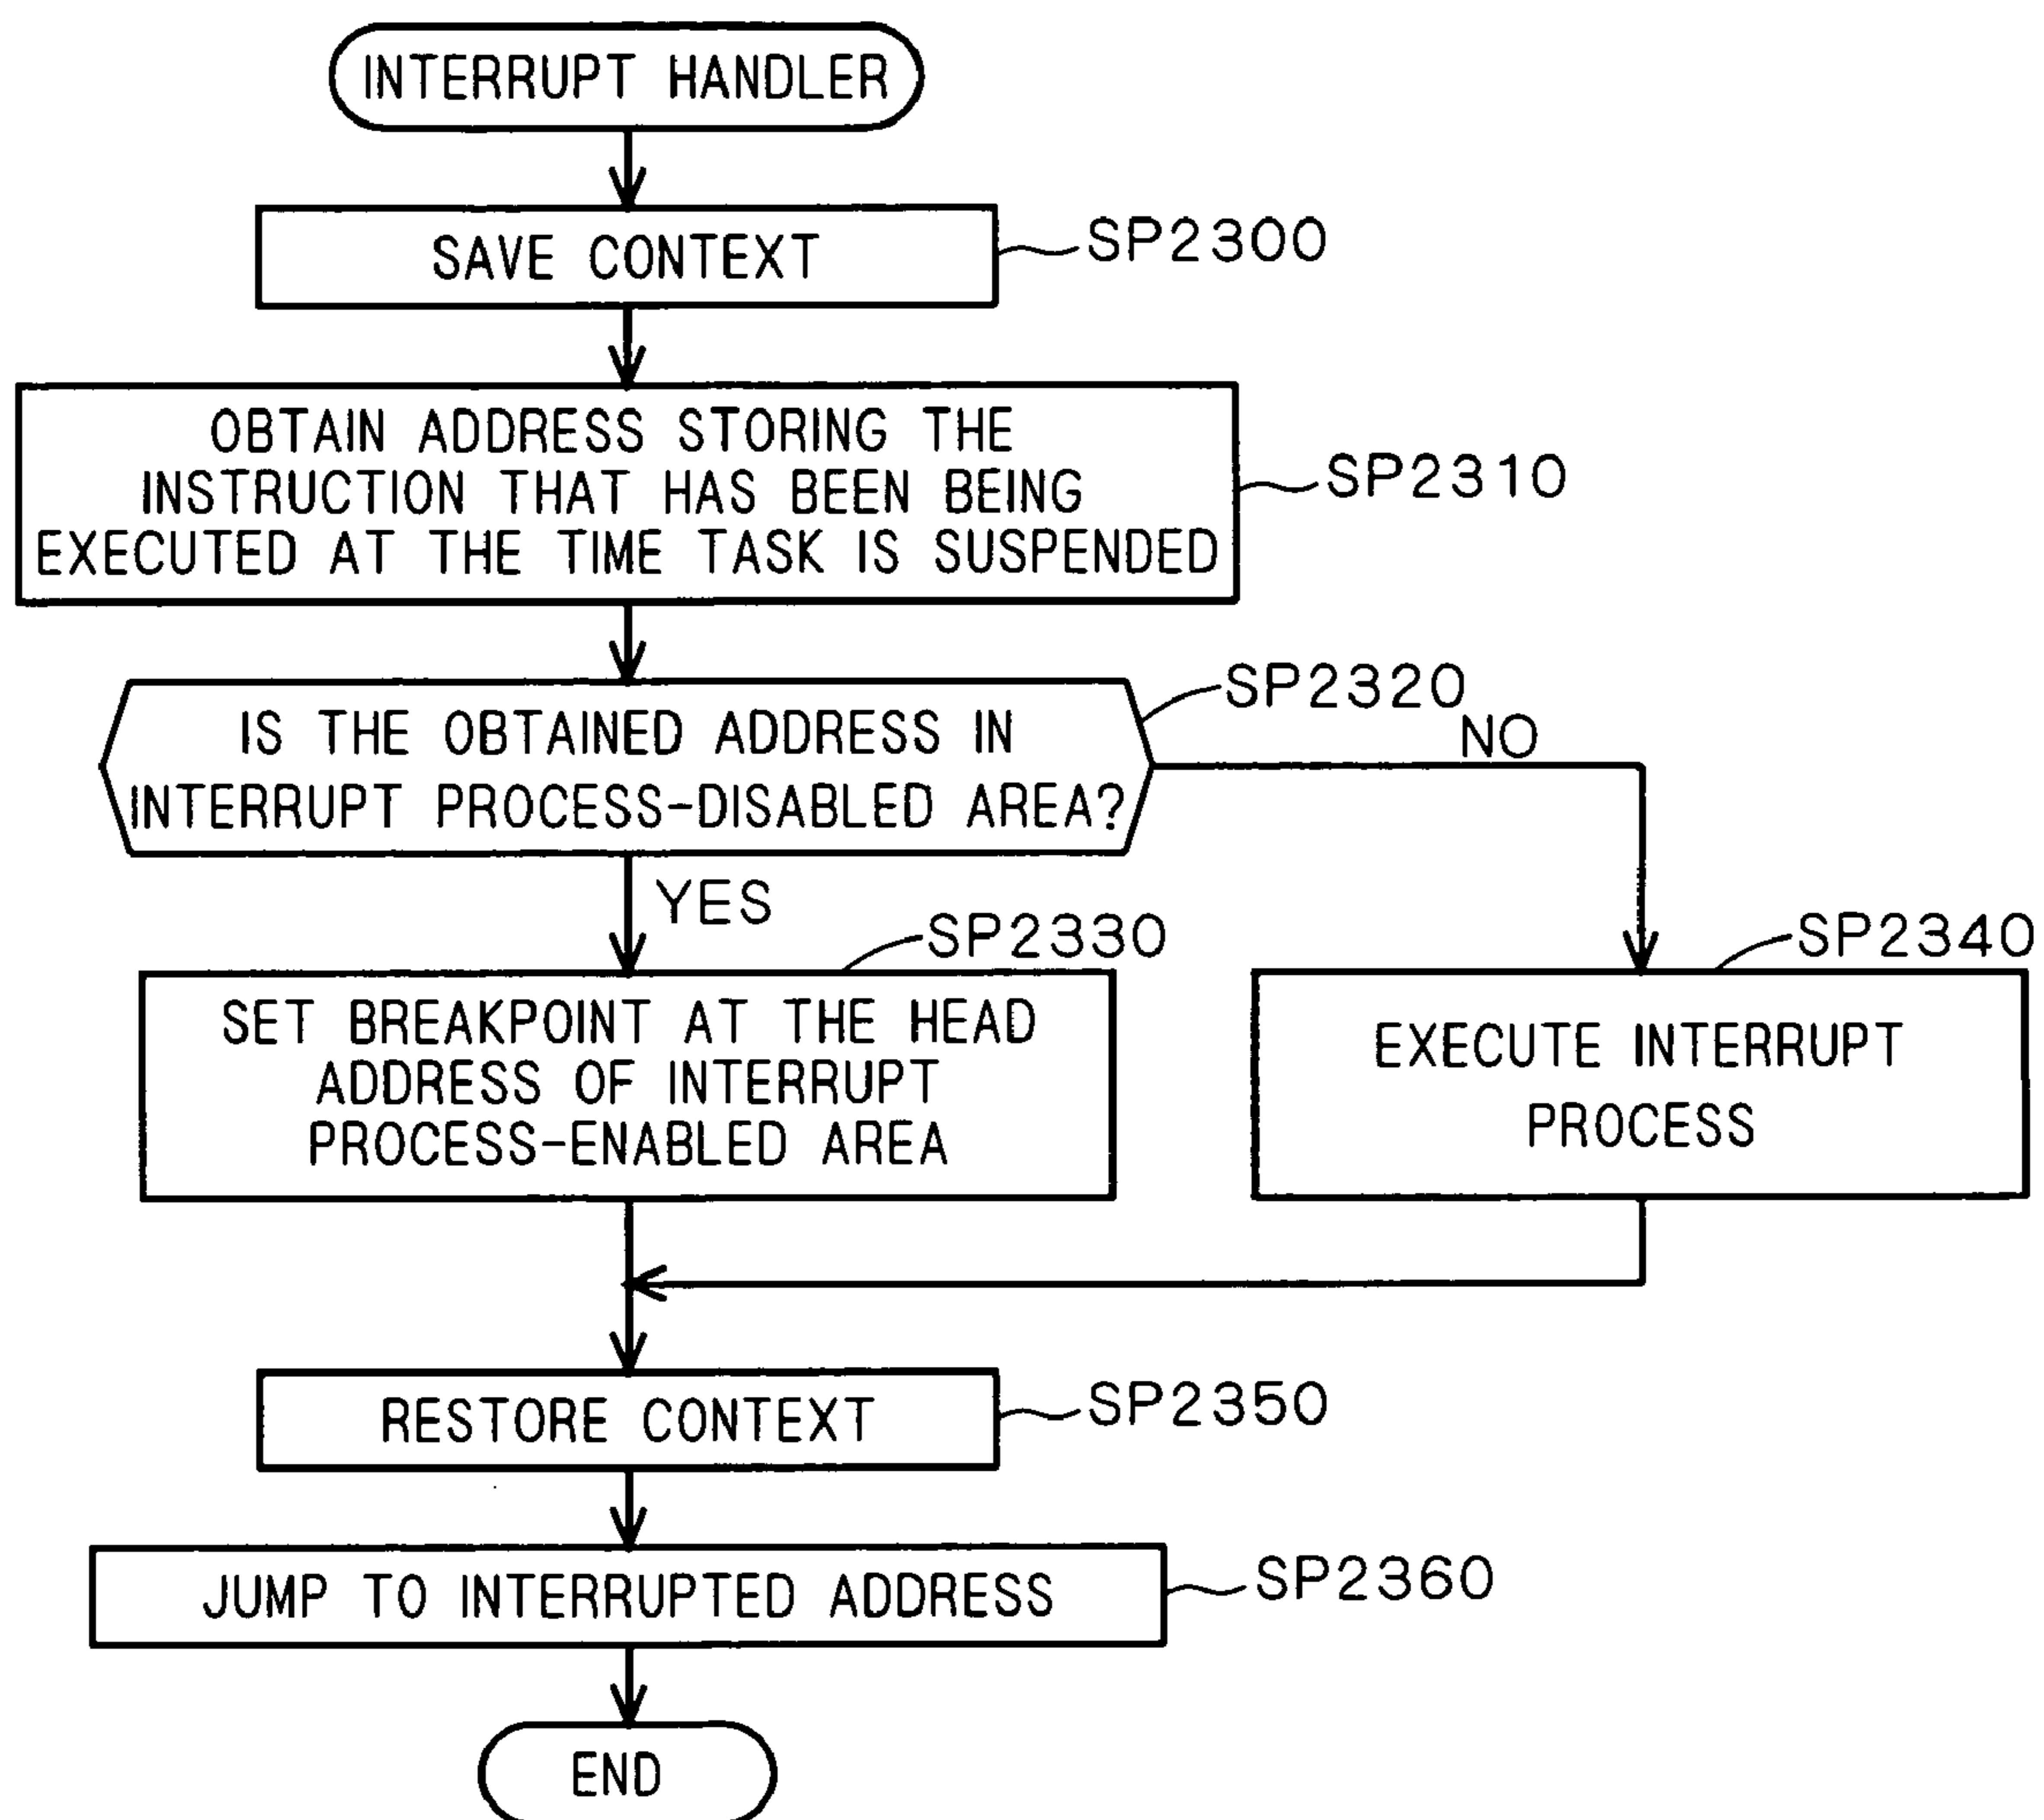 INTERRUPT HANDLER
SAVE CONTEXT
SP2300
OBTAIN ADDRESS STORING THE
INSTRUCTION THAT HAS BEEN BEING
EXECUTED AT THE TIME TASK IS SUSPENDED
SP2310
IS THE OBTAINED ADDRESS IN
INTERRUPT PROCESS-DISABLED AREA?
SP2320
NO
YES
SP2330
SET BREAKPOINT AT THE HEAD
ADDRESS OF INTERRUPT
PROCESS-ENABLED AREA
SP2340
EXECUTE INTERRUPT
PROCESS
RESTORE CONTEXT
SP2350
JUMP TO INTERRUPTED ADDRESS
SP2360
END